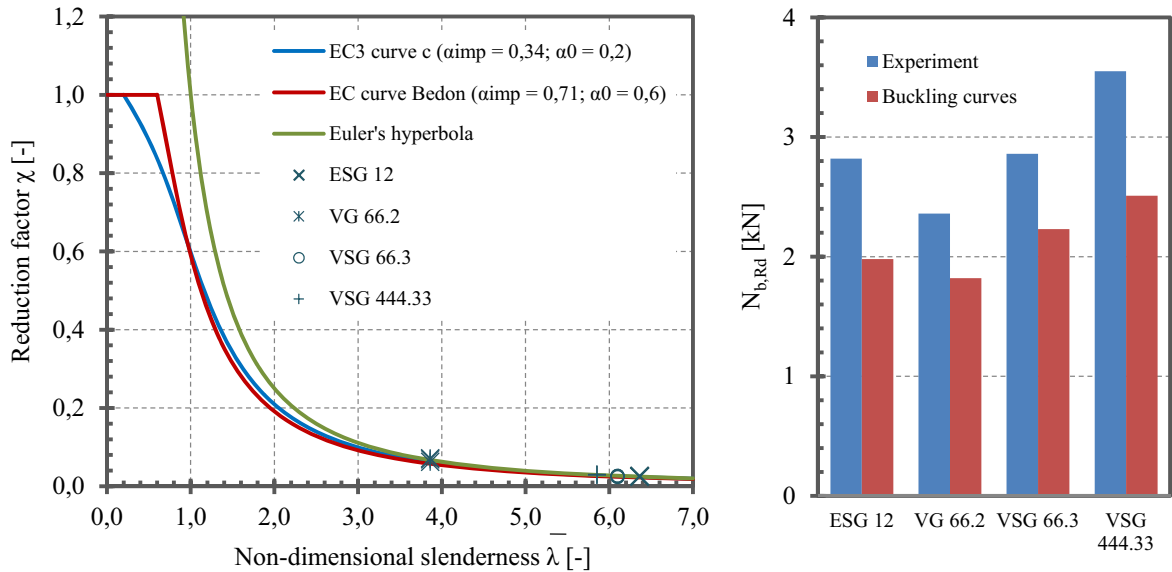 1,2
1,0
0,8
0,6
0,4
0,2
0,0
Reduction factor χ [-]
EC3 curve c (αimp = 0,34; α0 = 0,2)
EC curve Bedon (αimp = 0,71; α0 = 0,6)
Euler's hyperbola
ESG 12
VG 66.2
VSG 66.3
VSG 444.33
0,0 1,0 2,0 3,0 4,0 5,0 6,0 7,0
Non-dimensional slenderness λ̅ [-]
4
3
2
1
0
Nb,Rd [kN]
Experiment
Buckling curves
ESG 12 VG 66.2 VSG 66.3 VSG
444.33